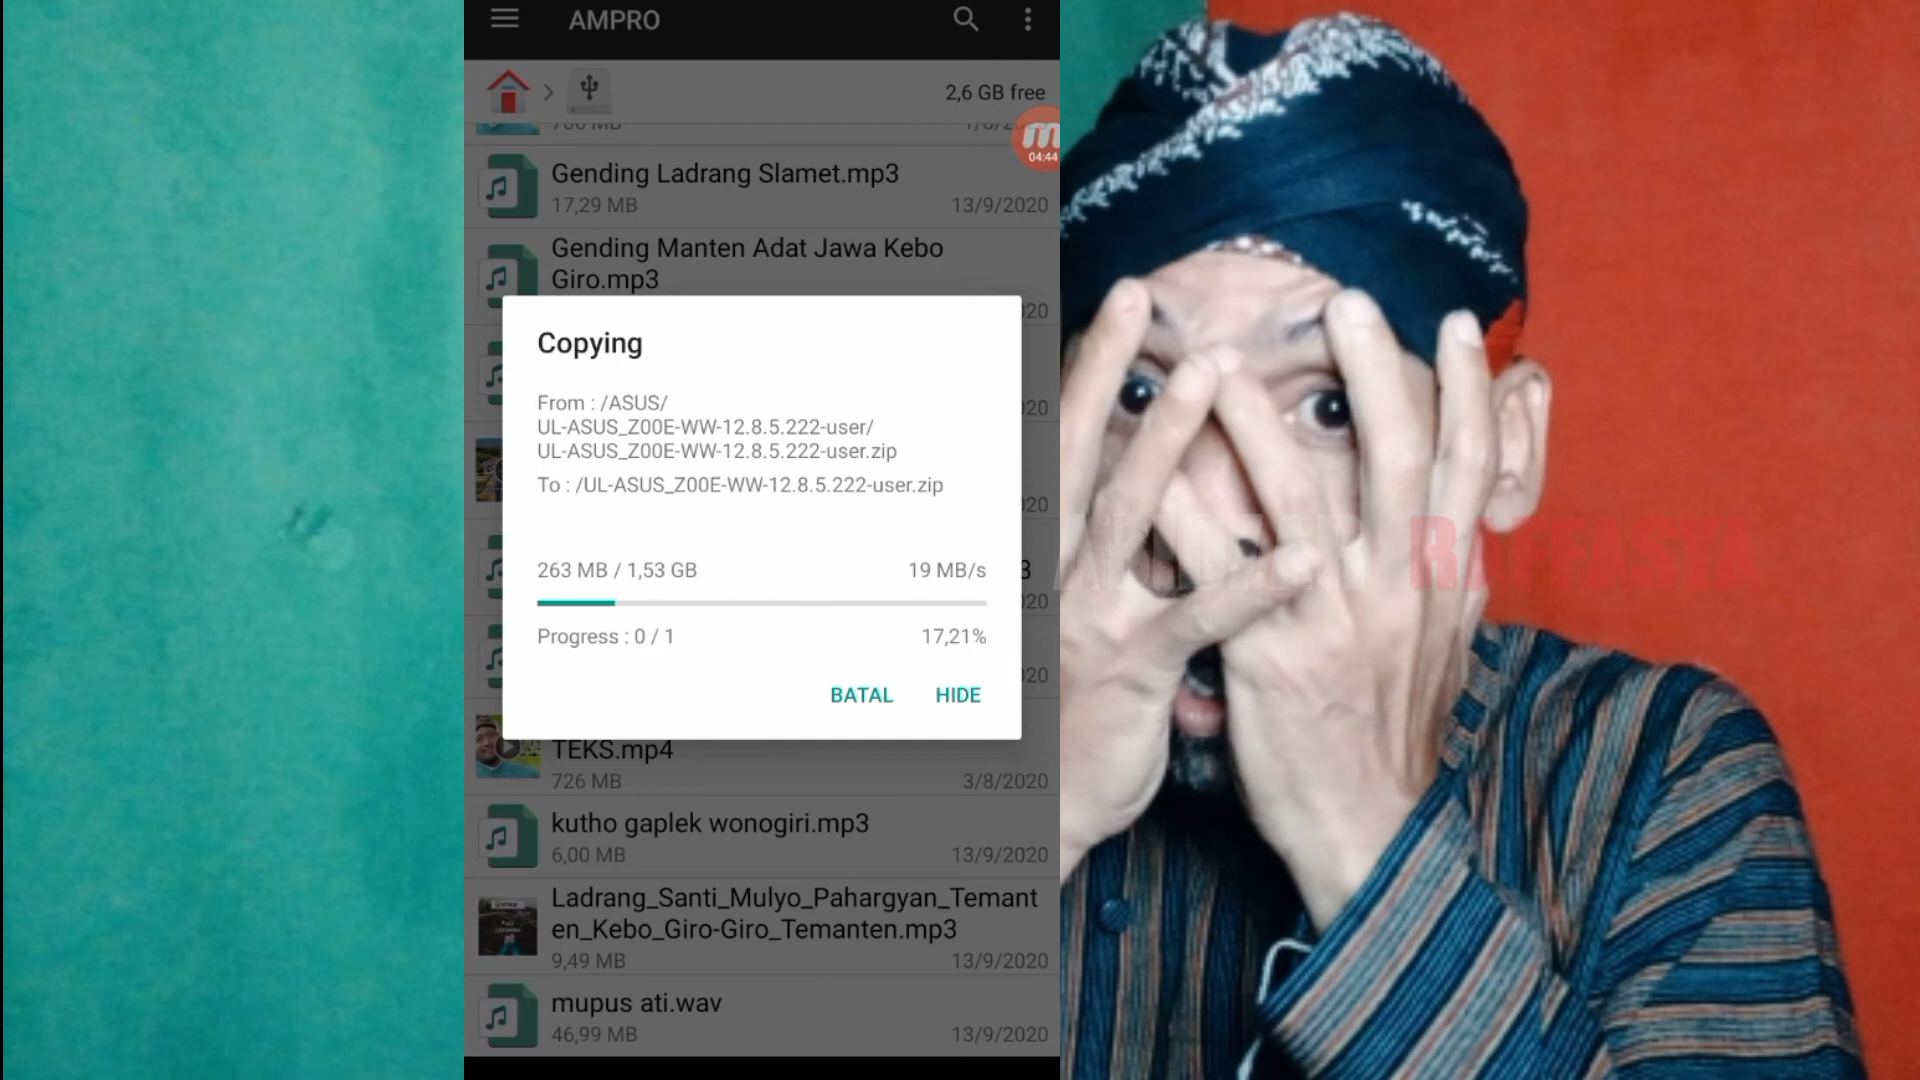 AMPRO
2,6 GB free
04:44
Gending Ladrang Slamet.mp3
17,29 MB 13/9/2020
Gending Manten Adat Jawa Kebo
Giro.mp3
Copying
From : /ASUS/
UL-ASUS_Z00E-WW-12.8.5.222-user/
UL-ASUS_Z00E-WW-12.8.5.222-user.zip
To : /UL-ASUS_Z00E-WW-12.8.5.222-user.zip
263 MB / 1,53 GB 19 MB/s
Progress : 0 / 1 17,21%
BATAL HIDE
TEKS.mp4
726 MB 3/8/2020
kutho gaplek wonogiri.mp3
6,00 MB 13/9/2020
Ladrang_Santi_Mulyo_Pahargyan_Temant
en_Kebo_Giro-Giro_Temanten.mp3
9,49 MB 13/9/2020
mupus ati.wav
46,99 MB 13/9/2020
RAFFASYA